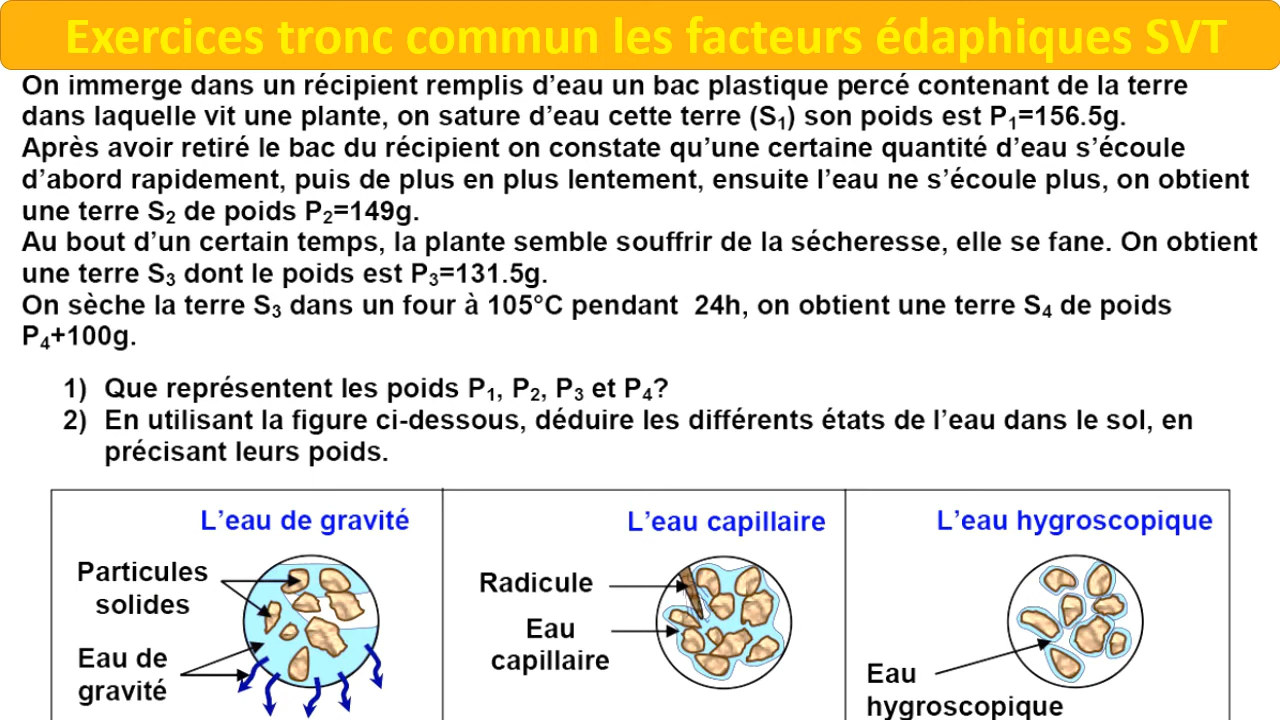 Exercices tronc commun les facteurs édaphiques SVT
On immerge dans un récipient remplis d'eau un bac plastique percé contenant de la terre
dans laquelle vit une plante, on sature d'eau cette terre (S₁) son poids est P₁=156.5g.
Après avoir retiré le bac du récipient on constate qu'une certaine quantité d'eau s'écoule
d'abord rapidement, puis de plus en plus lentement, ensuite l'eau ne s'écoule plus, on obtient
une terre S₂ de poids P₂=149g.
Au bout d'un certain temps, la plante semble souffrir de la sécheresse, elle se fane. On obtient
une terre S₃ dont le poids est P₃=131.5g.
On sèche la terre S₃ dans un four à 105°C pendant 24h, on obtient une terre S₄ de poids
P₄+100g.
1) Que représentent les poids P₁, P₂, P₃ et P₄?
2) En utilisant la figure ci-dessous, déduire les différents états de l'eau dans le sol, en
précisant leurs poids.
L'eau de gravité
Particules
solides
Eau de
gravité
L'eau capillaire
Radicule
Eau
capillaire
L'eau hygroscopique
Eau
hygroscopique